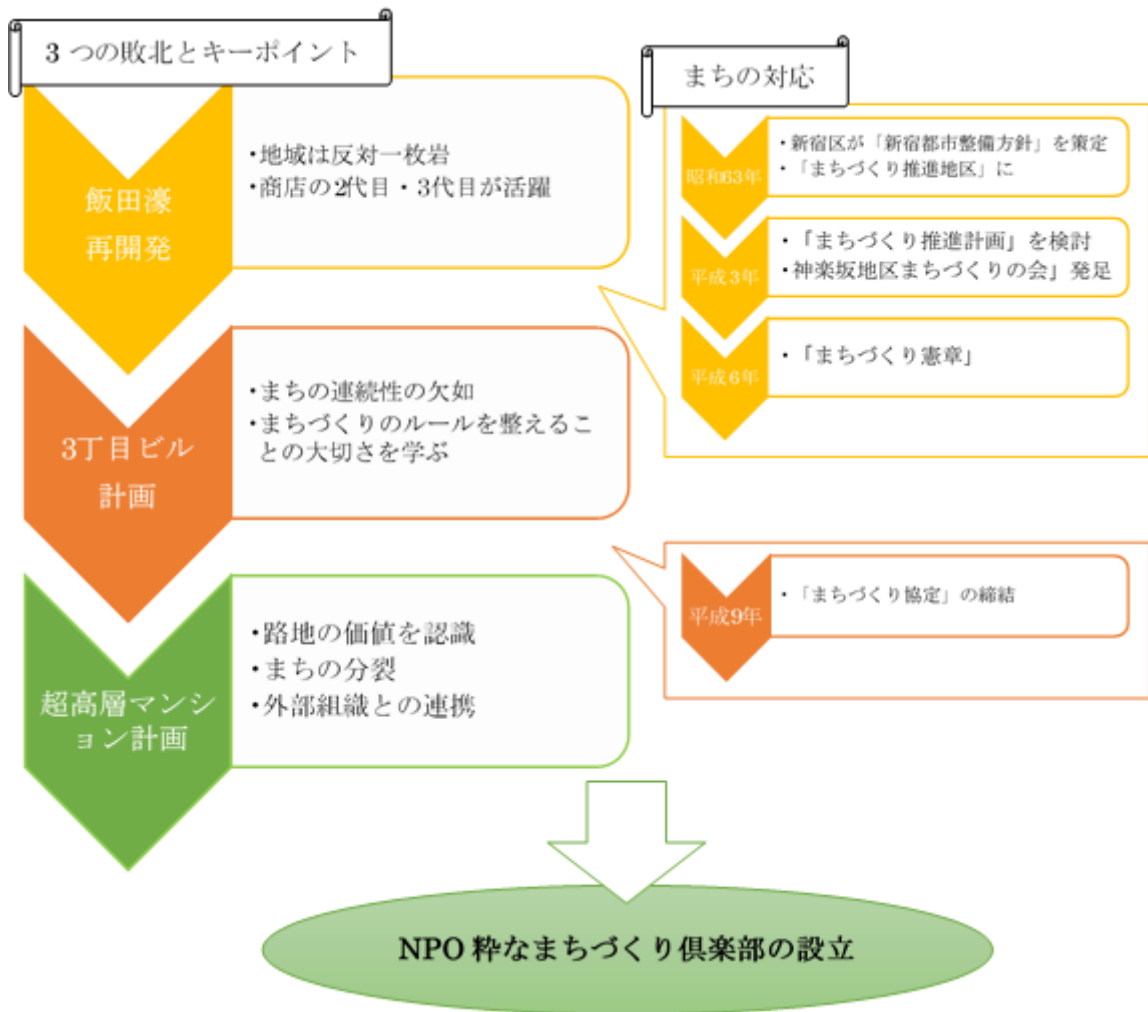 3つの敗北とキーポイント
飯田濠
再開発
・地域は反対一枚岩
・商店の2代目・3代目が活躍
3丁目ビル
計画
・まちの連続性の欠如
・まちづくりのルールを整えるこ
との大切さを学ぶ
超高層マンシ
ョン計画
・路地の価値を認識
・まちの分裂
・外部組織との連携
まちの対応
昭和63年
・新宿区が「新宿都市整備方針」を策定
・「まちづくり推進地区」に
平成3年
・「まちづくり推進計画」を検討
・神楽坂地区まちづくりの会」発足
平成6年
・「まちづくり憲章」
平成9年
・「まちづくり協定」の締結
NPO 粋なまちづくり倶楽部の設立